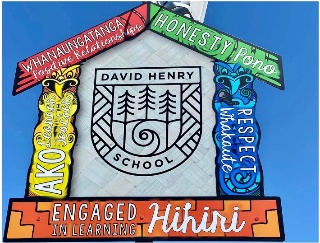 WHANAUNGATANGA
Positive Relationships
HONESTY Pono
DAVID HENRY
SCHOOL
AKO
RESPECT
Whakaute
ENGAGED
IN LEARNING
Hihiri